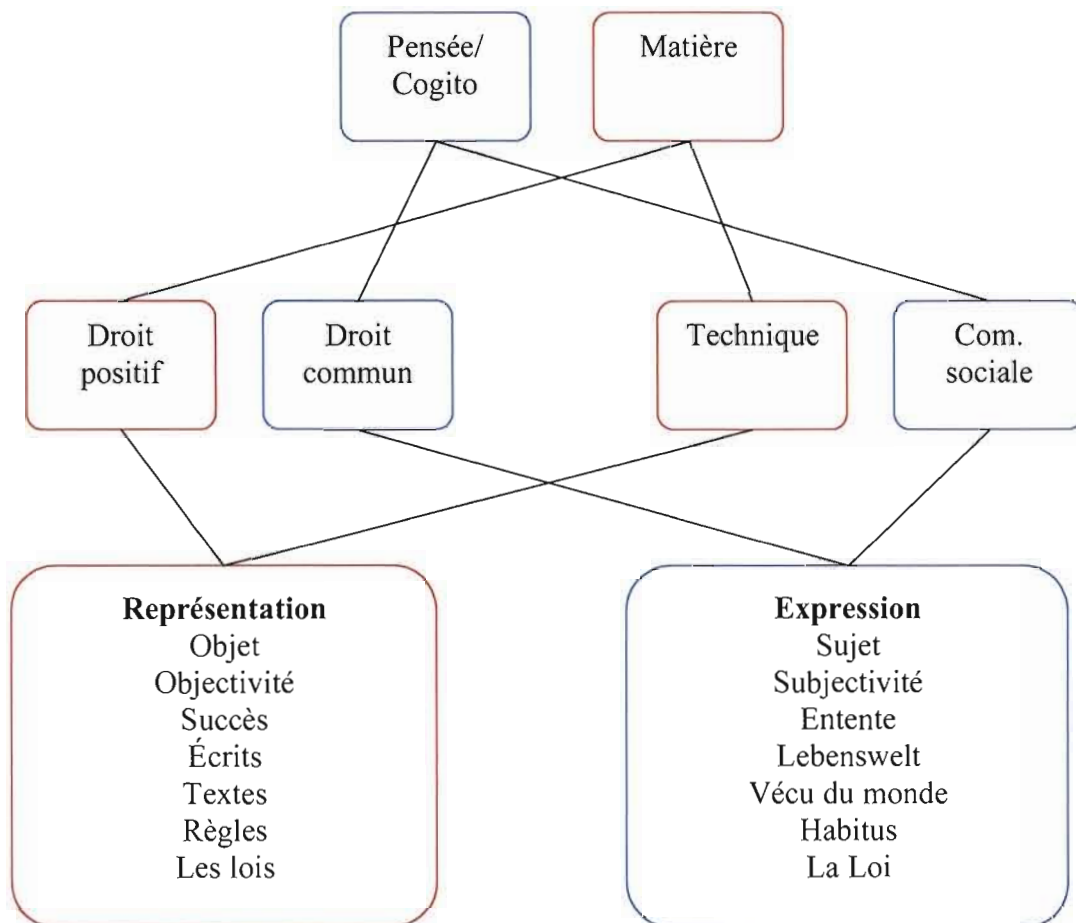 Pensée/
Cogito
Matière
Droit
positif
Droit
commun
Technique
Com.
sociale
Représentation
Objet
Objectivité
Succès
Écrits
Textes
Règles
Les lois
Expression
Sujet
Subjectivité
Entente
Lebenswelt
Vécu du monde
Habitus
La Loi